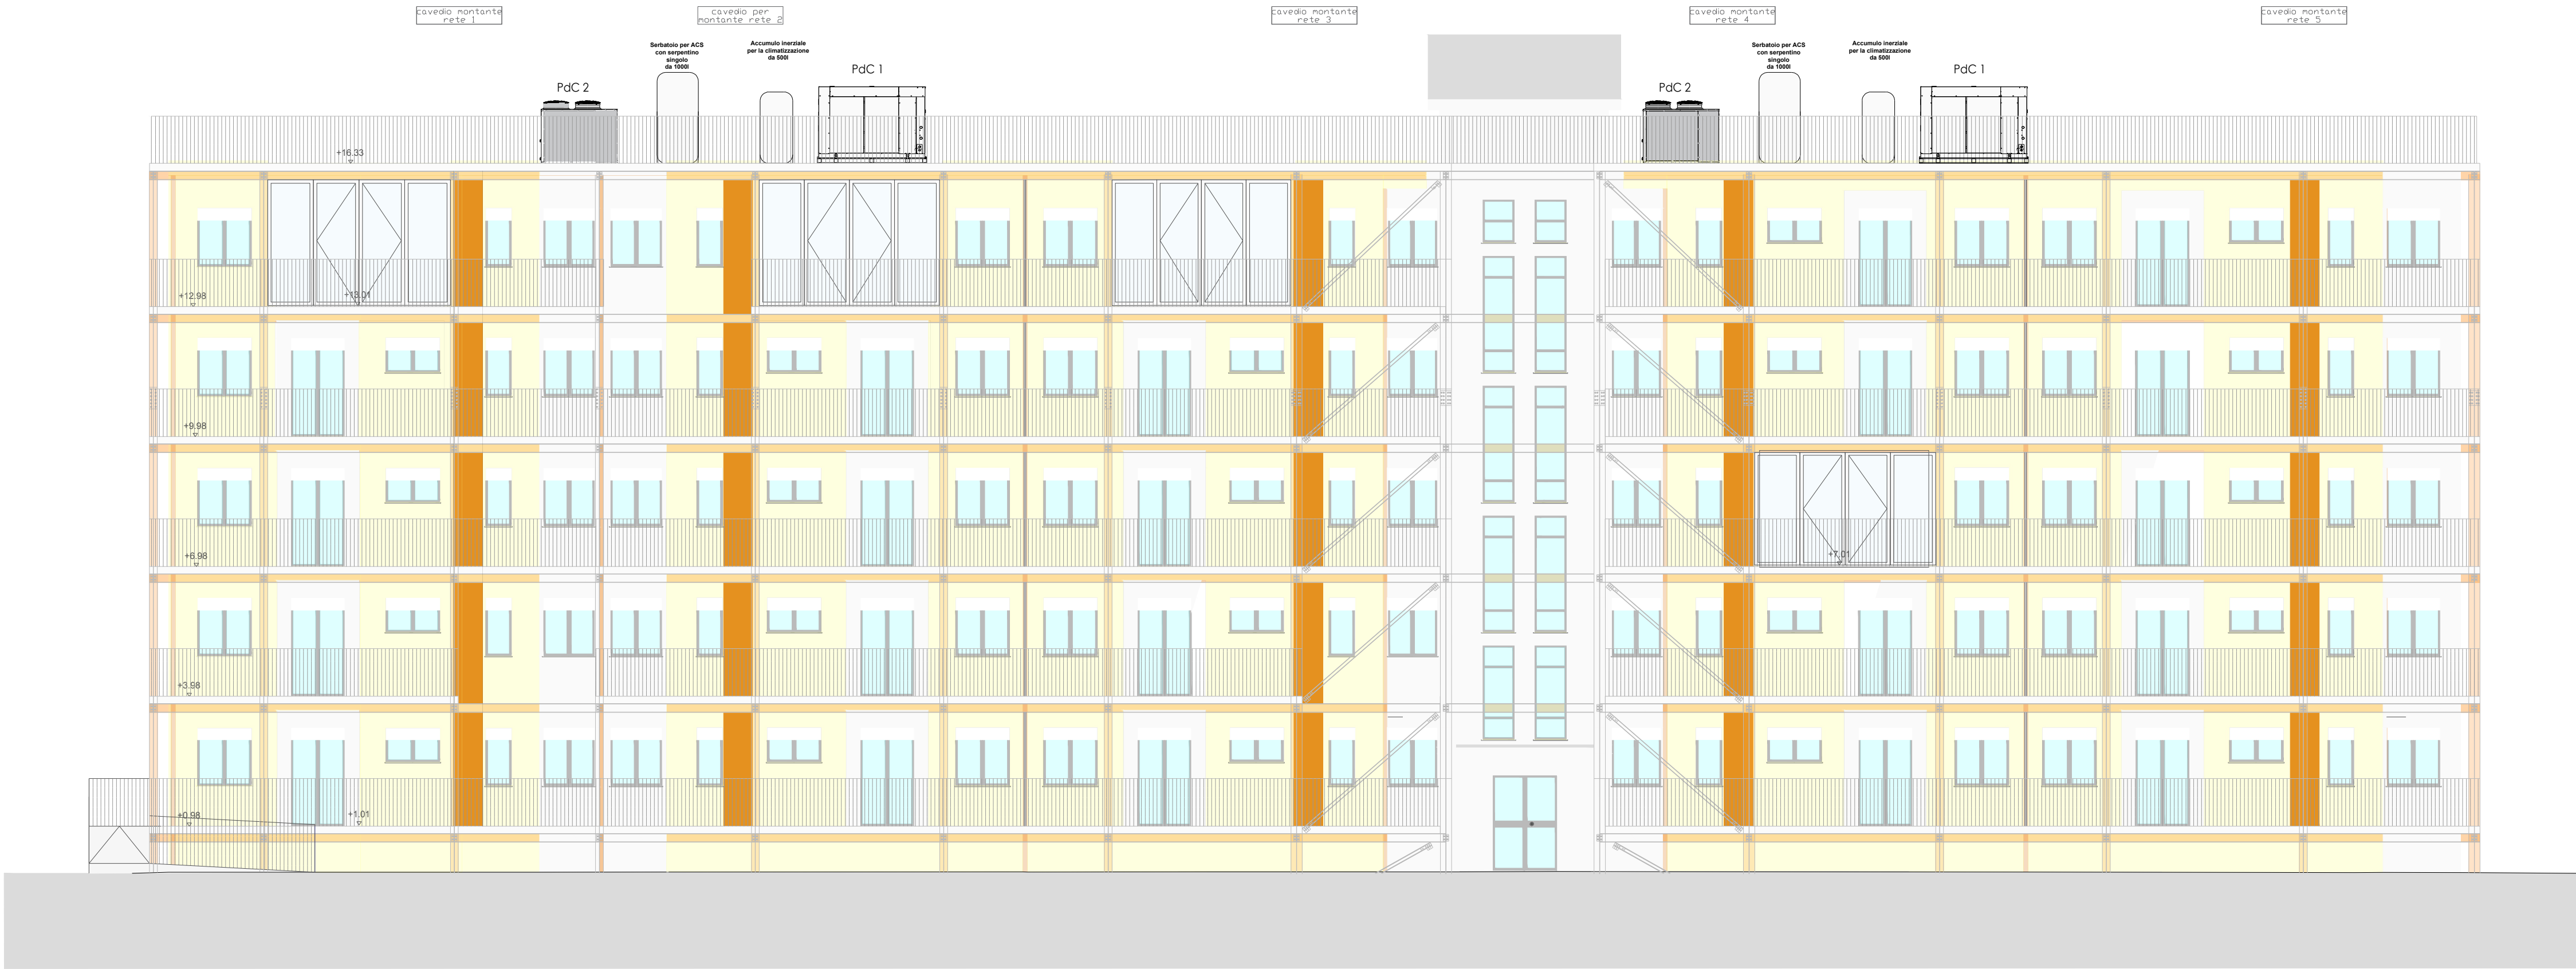 cavedio montante
rete 1
cavedio per
montante rete 2
cavedio montante
rete 3
cavedio montante
rete 4
cavedio montante
rete 5
Serbatoio per ACS
con serpentino
singolo
da 1000l
Accumulo inerziale
per la climatizzazione
da 500l
PdC 1
PdC 2
Serbatoio per ACS
con serpentino
singolo
da 1000l
Accumulo inerziale
per la climatizzazione
da 500l
PdC 1
PdC 2
+16.33
+12.98
+13.01
+9.98
+6.98
+7.01
+3.98
+0.98
+1.01